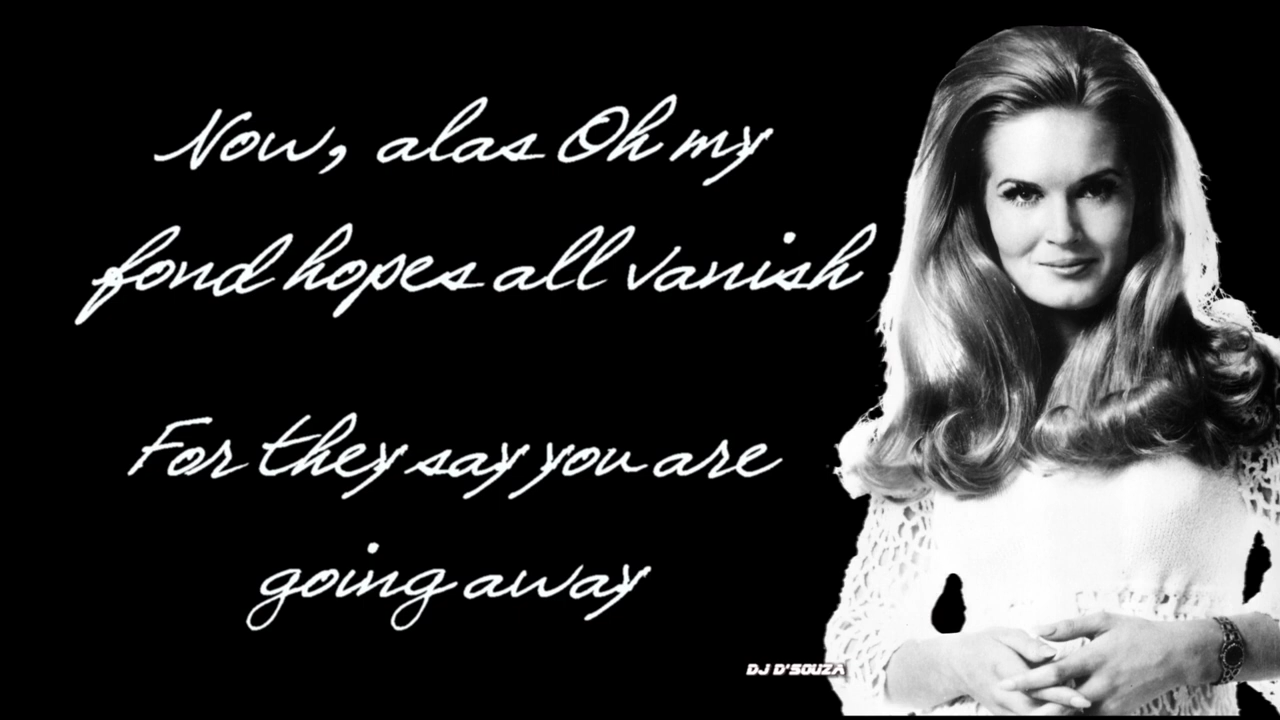 Now, alas Oh my
fond hopes all vanish
For they say you are
going away
DJ D'SOUZA